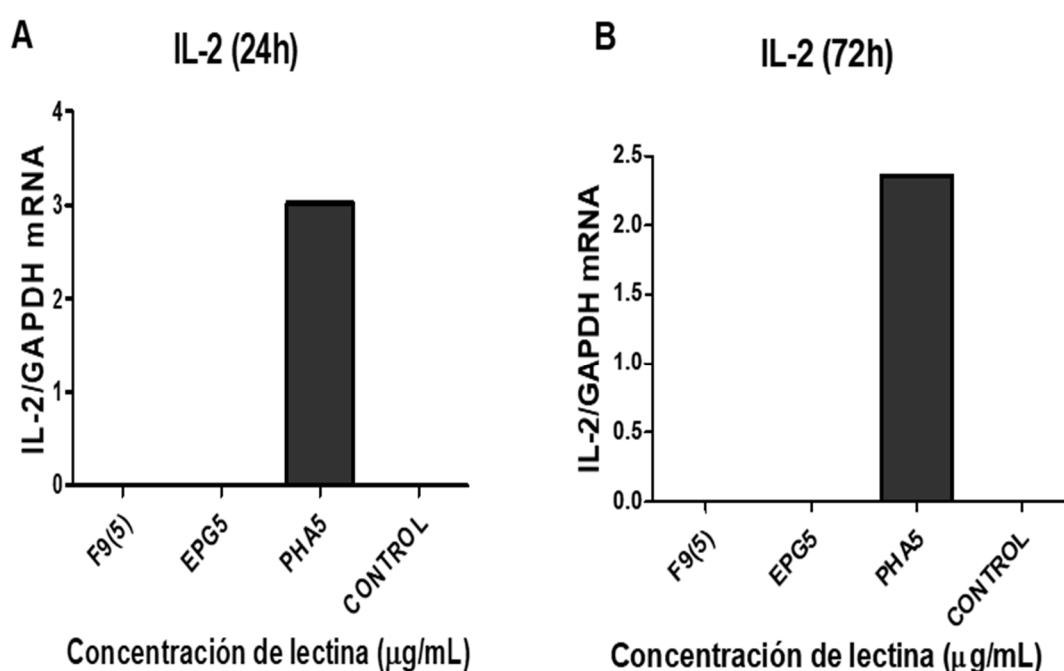 A
IL-2 (24h)
IL-2/GAPDH mRNA
4
3
2
1
0
F9(5)
EPG5
PHA5
CONTROL
Concentración de lectina (µg/mL)
B
IL-2 (72h)
IL-2/GAPDH mRNA
2.5
2.0
1.5
1.0
0.5
0.0
F9(5)
EPG5
PHA5
CONTROL
Concentración de lectina (µg/mL)